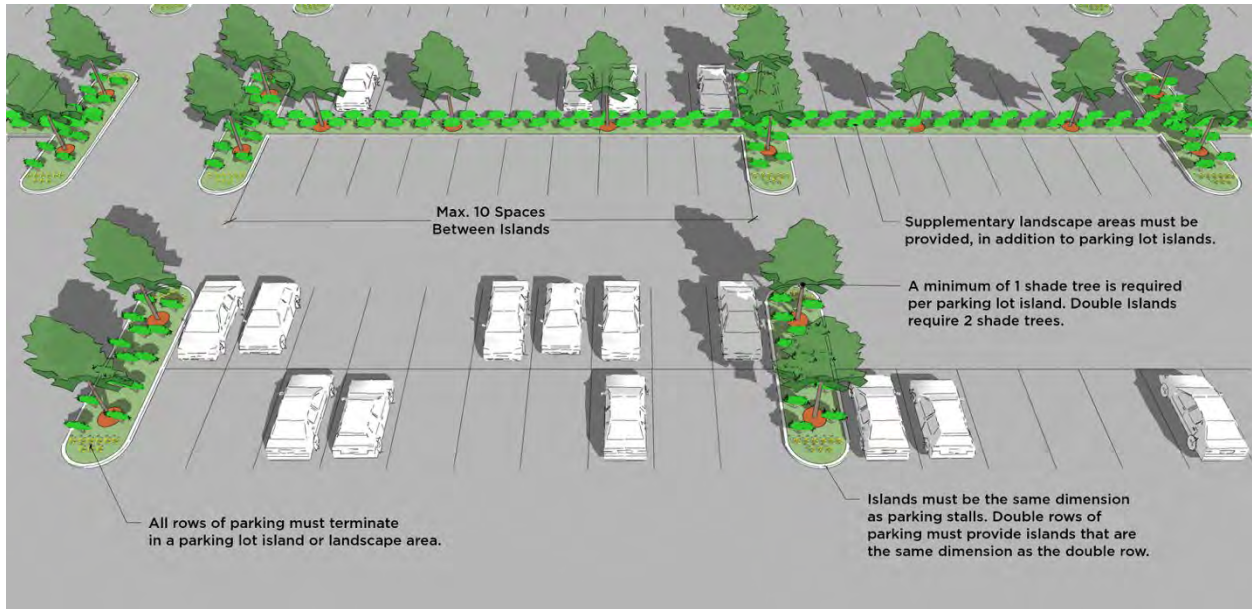 Max. 10 Spaces
Between Islands
Supplementary landscape areas must be
provided, in addition to parking lot islands.
A minimum of 1 shade tree is required
per parking lot island. Double Islands
require 2 shade trees.
All rows of parking must terminate
in a parking lot island or landscape area.
Islands must be the same dimension
as parking stalls. Double rows of
parking must provide islands that are
the same dimension as the double row.